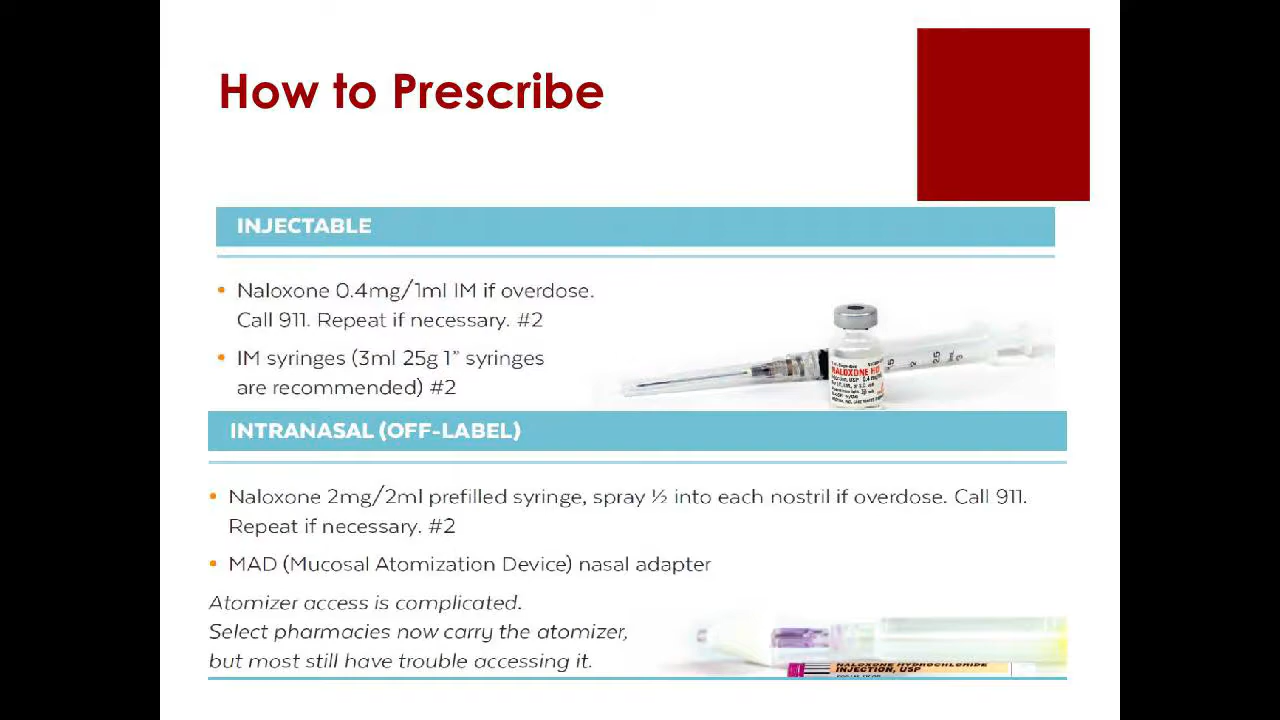 How to Prescribe
INJECTABLE
• Naloxone 0.4mg/1ml IM if overdose.
Call 911. Repeat if necessary. #2
• IM syringes (3ml 25g 1” syringes
are recommended) #2
NALOXONE
INTRANASAL (OFF-LABEL)
• Naloxone 2mg/2ml prefilled syringe, spray ½ into each nostril if overdose. Call 911.
Repeat if necessary. #2
• MAD (Mucosal Atomization Device) nasal adapter
Atomizer access is complicated.
Select pharmacies now carry the atomizer,
but most still have trouble accessing it.
NALOXONE HYDROCHLORIDE
INJECTION, USP